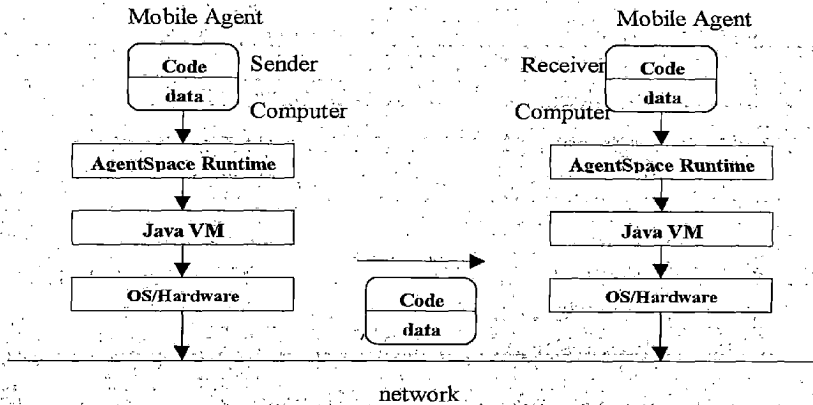 Mobile Agent
Code
data
Sender
Computer
AgentSpace Runtime
Java VM
OS/Hardware
Code
data
Mobile Agent
Receiver
Computer
Code
data
AgentSpace Runtime
Java VM
OS/Hardware
network